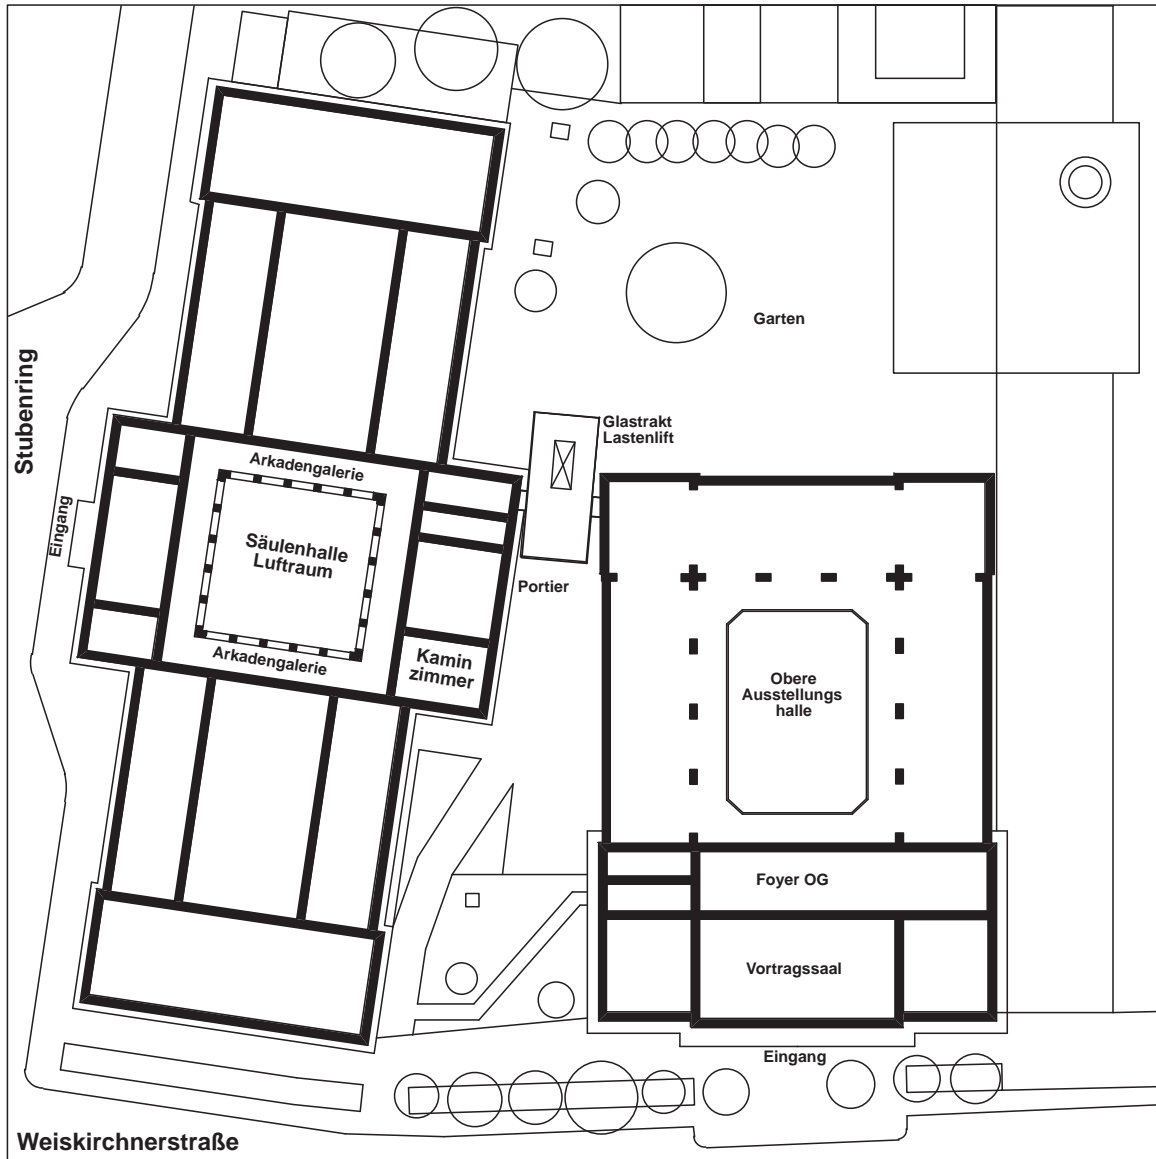 Garten
Stubenring
Glastrakt
Lastenlift
Arkadengalerie
Eingang
Säulenhalle
Luftraum
Portier
Arkadengalerie
Kamin
zimmer
Obere
Ausstellungs
halle
Foyer OG
Vortragssaal
Eingang
Weiskirchnerstraße